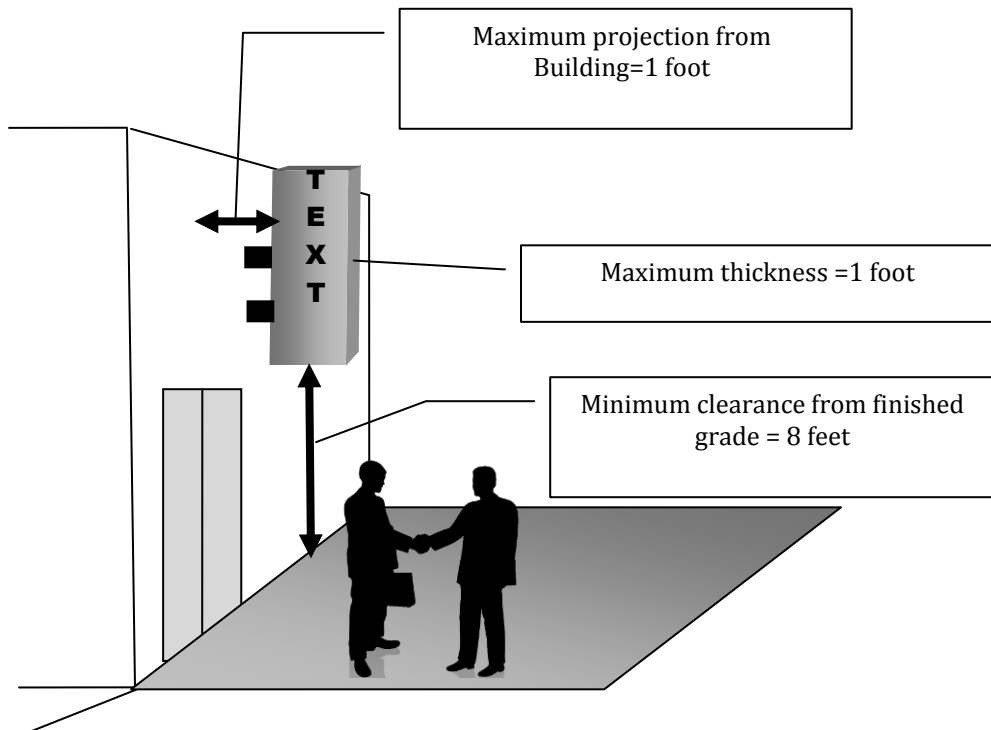 Maximum projection from
Building=1 foot
T
E
X
T
Maximum thickness =1 foot
Minimum clearance from finished
grade = 8 feet